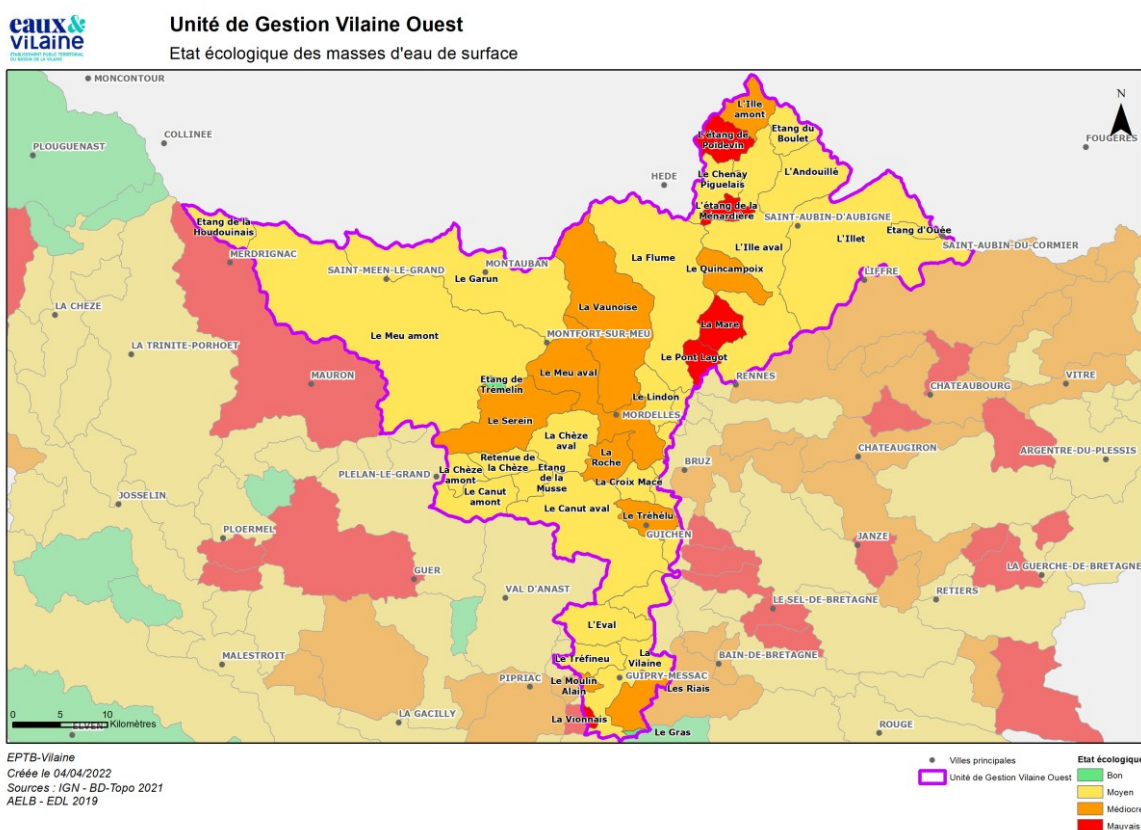 eaux&
Vilaine
ÉTABLISSEMENT PUBLIC TERRITORIAL
DU BASSIN DE LA VILAINE
Unité de Gestion Vilaine Ouest
Etat écologique des masses d'eau de surface
MONCONTOUR
N
L'Ille
amont
COLLINEE
L'étang de
Poidevin
Etang du
Boulet
FOUGERES
PLOUGUENAST
HEDE
Le Chenay
Piguelais
L'Andouillé
L'étang de la
Ménardière
SAINT-AUBIN-D'AUBIGNE
Etang de la
Houdouinais
L'Illet
Etang d'Ouée
SAINT-AUBIN-DU-CORMIER
L'Ille aval
MERDRIGNAC
SAINT-MEEN-LE-GRAND
MONTAUBAN
Le Garun
La Flume
Le Quincampoix
LIFFRE
LA CHEZE
La Vaunoise
La Mare
Le Meu amont
MONTFORT-SUR-MEU
LA TRINITE-PORHOET
Le Pont Lagot
MAURON
Etang de
Trémelin
Le Meu aval
RENNES
CHATEAUBOURG
VITRE
Le Lindon
Le Serein
MORDELLES
La Chèze
aval
CHATEAUGIRON
ARGENTRE-DU-PLESSIS
PLELAN-LE-GRAND
Retenue de
la Chèze
La
Roche
BRUZ
La Chèze
amont
Etang
de la
Musse
La Croix Macé
JOSSELIN
Le Canut
amont
Le Canut aval
Le Tréhélu
GUICHEN
PLOERMEL
JANZE
GUER
LA GUERCHE-DE-BRETAGNE
VAL D'ANAST
LE SEL-DE-BRETAGNE
RETIERS
L'Eval
MALESTROIT
Le Tréfineu
La
Vilaine
BAIN-DE-BRETAGNE
PIPRIAC
Le Moulin
Alain
GUIPRY-MESSAC
Les Riais
LA GACILLY
La Vionnais
Le Gras
ROUGE
0 5 10 Kilomètres
ELVEN
EPTB-Vilaine
Créée le 04/04/2022
Sources : IGN - BD-Topo 2021
AELB - EDL 2019
Villes principales
Unité de Gestion Vilaine Ouest
Etat écologique
Bon
Moyen
Médiocre
Mauvais